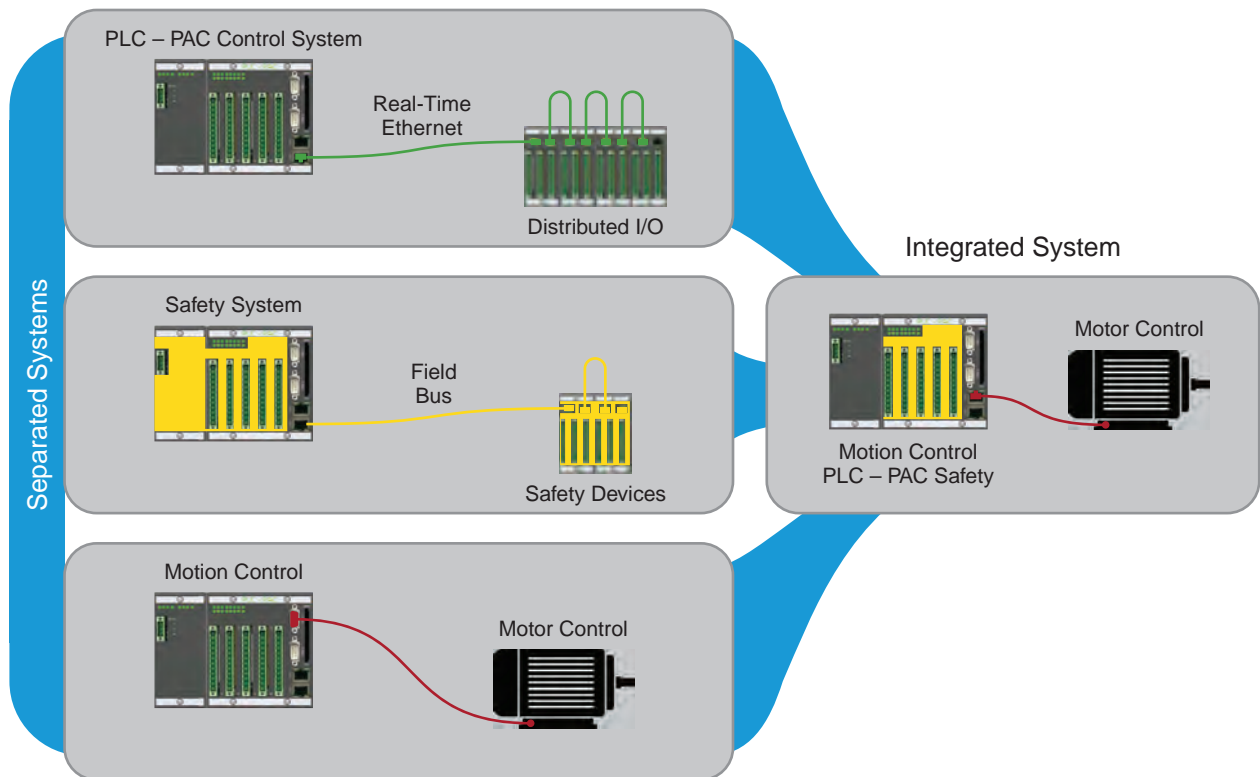 PLC – PAC Control System
Real-Time
Ethernet
Distributed I/O
Separated Systems
Safety System
Field
Bus
Safety Devices
Motion Control
Motor Control
Integrated System
Motor Control
Motion Control
PLC – PAC Safety